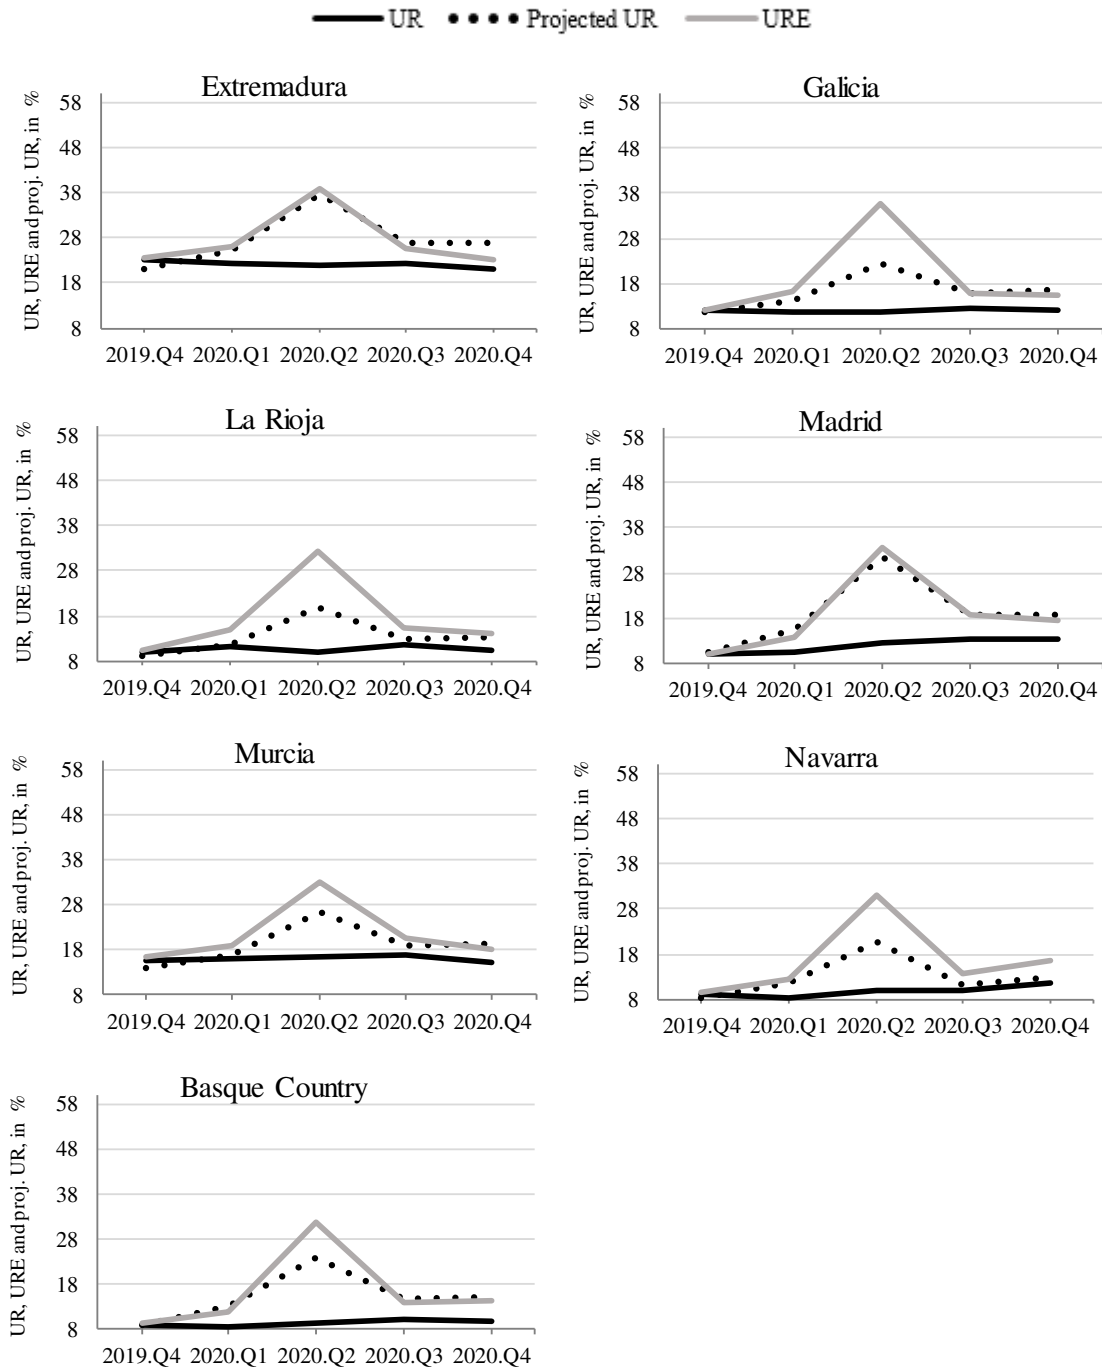 UR Projected UR URE
Extremadura
UR, URE and proj. UR, in %
58
48
38
28
18
8
2019.Q4 2020.Q1 2020.Q2 2020.Q3 2020.Q4
Galicia
UR, URE and proj. UR, in %
58
48
38
28
18
8
2019.Q4 2020.Q1 2020.Q2 2020.Q3 2020.Q4
La Rioja
UR, URE and proj. UR, in %
58
48
38
28
18
8
2019.Q4 2020.Q1 2020.Q2 2020.Q3 2020.Q4
Madrid
UR, URE and proj. UR, in %
58
48
38
28
18
8
2019.Q4 2020.Q1 2020.Q2 2020.Q3 2020.Q4
Murcia
UR, URE and proj. UR, in %
58
48
38
28
18
8
2019.Q4 2020.Q1 2020.Q2 2020.Q3 2020.Q4
Navarra
UR, URE and proj. UR, in %
58
48
38
28
18
8
2019.Q4 2020.Q1 2020.Q2 2020.Q3 2020.Q4
Basque Country
UR, URE and proj. UR, in %
58
48
38
28
18
8
2019.Q4 2020.Q1 2020.Q2 2020.Q3 2020.Q4